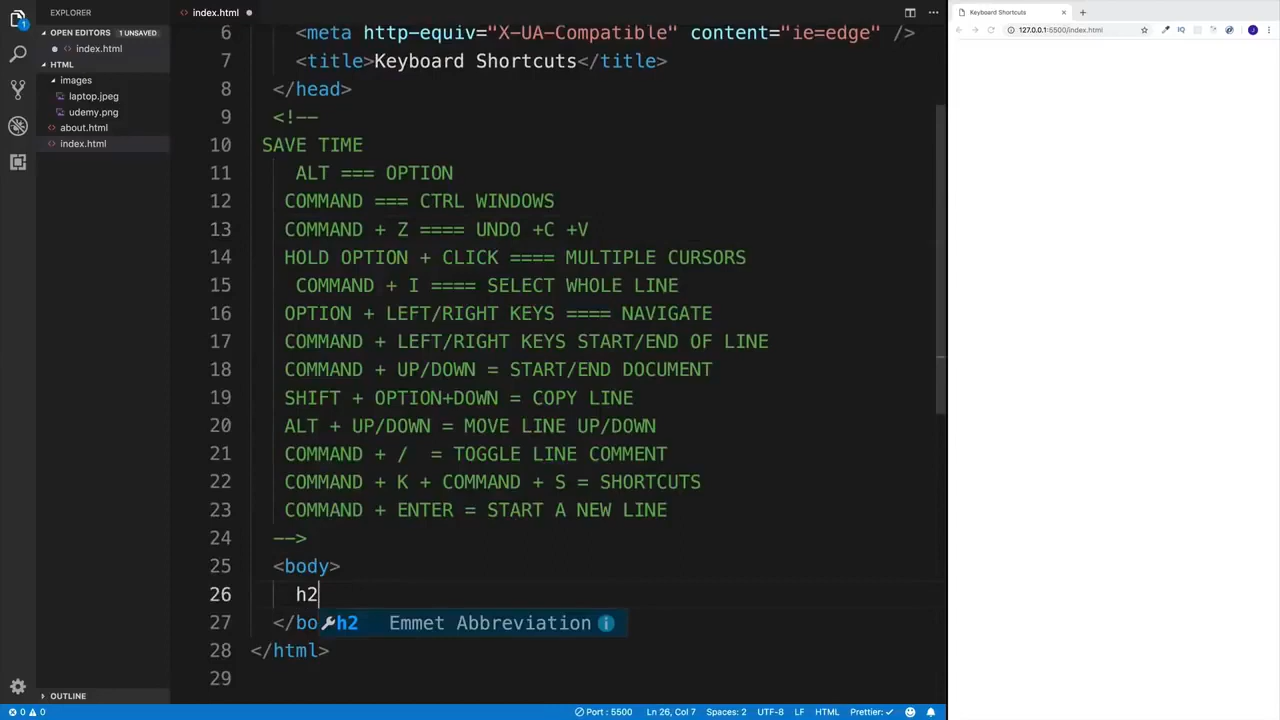 EXPLORER
OPEN EDITORS 1 UNSAVED
index.html
HTML
images
laptop.jpeg
udemy.png
about.html
index.html
OUTLINE
index.html
6 <meta http-equiv="X-UA-Compatible" content="ie=edge" />
7 <title>Keyboard Shortcuts</title>
8 </head>
9 <!--
10 SAVE TIME
11 ALT === OPTION
12 COMMAND === CTRL WINDOWS
13 COMMAND + Z ==== UNDO +C +V
14 HOLD OPTION + CLICK ==== MULTIPLE CURSORS
15 COMMAND + I ==== SELECT WHOLE LINE
16 OPTION + LEFT/RIGHT KEYS ==== NAVIGATE
17 COMMAND + LEFT/RIGHT KEYS START/END OF LINE
18 COMMAND + UP/DOWN = START/END DOCUMENT
19 SHIFT + OPTION+DOWN = COPY LINE
20 ALT + UP/DOWN = MOVE LINE UP/DOWN
21 COMMAND + / = TOGGLE LINE COMMENT
22 COMMAND + K + COMMAND + S = SHORTCUTS
23 COMMAND + ENTER = START A NEW LINE
24 -->
25 <body>
26 h2
27 </bo
h2 Emmet Abbreviation
28 </html>
29
0 0
Port : 5500 Ln 26, Col 7 Spaces: 2 UTF-8 LF HTML Prettier: ✓
Keyboard Shortcuts
127.0.0.1:5500/index.html